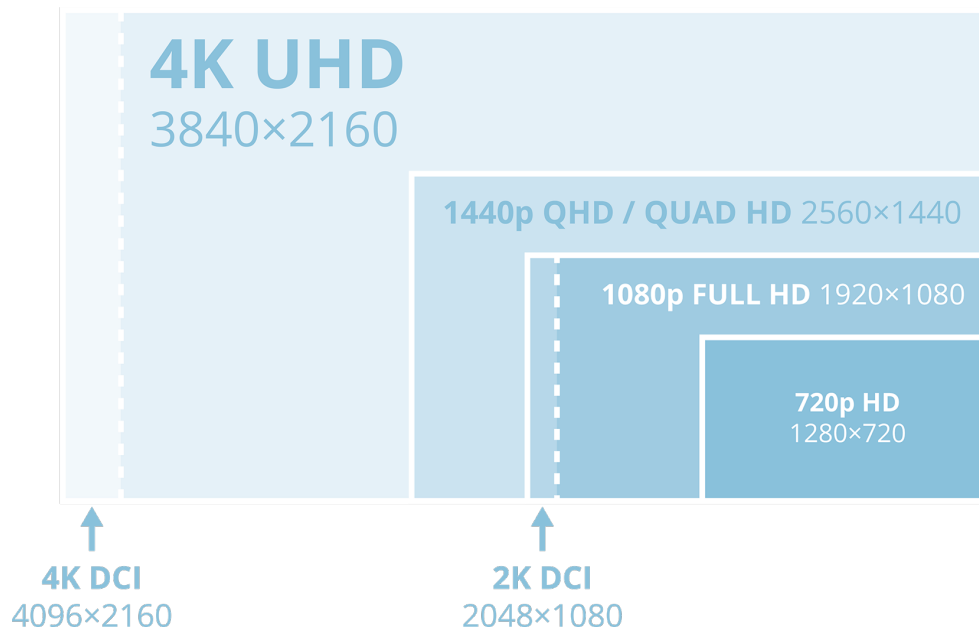 4K UHD
3840×2160
1440p QHD / QUAD HD 2560×1440
1080p FULL HD 1920×1080
720p HD
1280×720
4K DCI
4096×2160
2K DCI
2048×1080